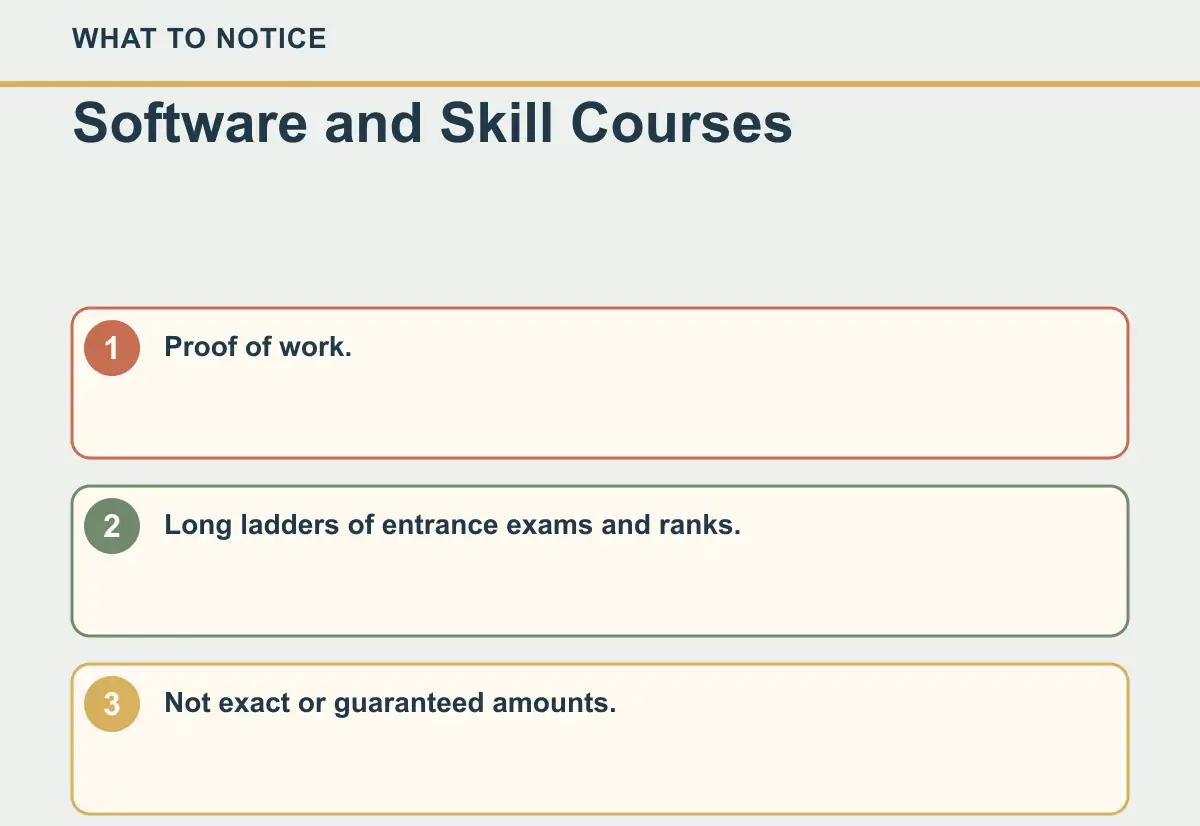 WHAT TO NOTICE
Software and Skill Courses
1 Proof of work.
2 Long ladders of entrance exams and ranks.
3 Not exact or guaranteed amounts.